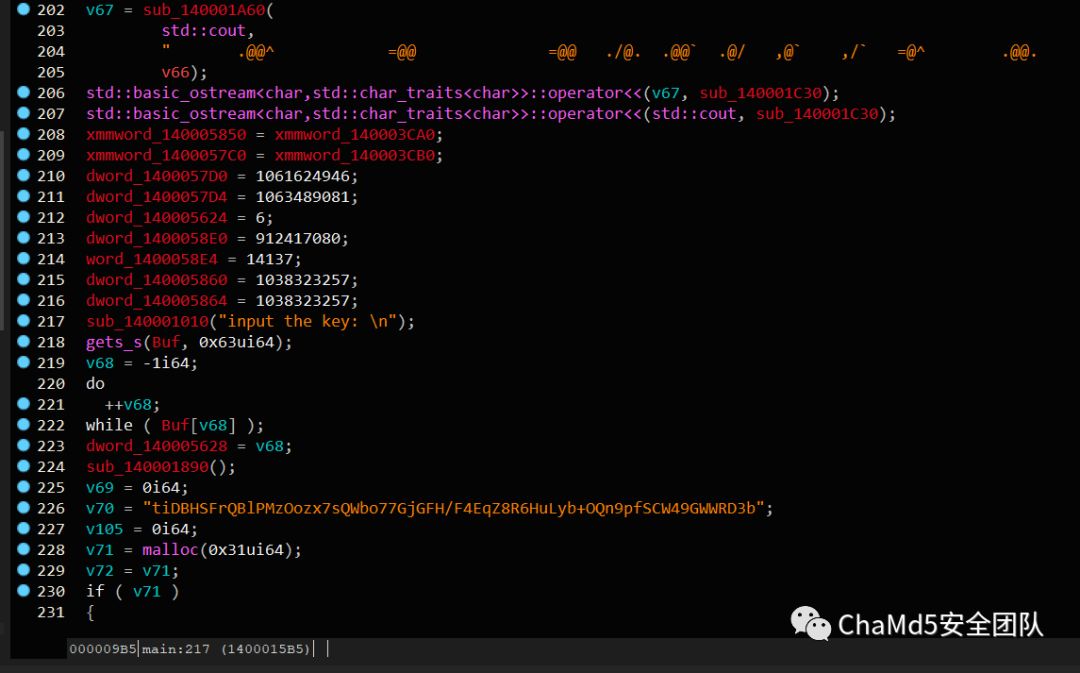 202 v67 = sub_140001A60(
203 std::cout,
204 " .@@^ =@@ =@@ ./@. .@@` .@/ ,@` ,/` =@^ .@@.
205 v66);
206 std::basic_ostream<char,std::char_traits<char>>::operator<<(v67, sub_140001C30);
207 std::basic_ostream<char,std::char_traits<char>>::operator<<(std::cout, sub_140001C30);
208 xmmword_140005850 = xmmword_140003CA0;
209 xmmword_1400057C0 = xmmword_140003CB0;
210 dword_1400057D0 = 1061624946;
211 dword_1400057D4 = 1063489081;
212 dword_140005624 = 6;
213 dword_1400058E0 = 912417080;
214 word_1400058E4 = 14137;
215 dword_140005860 = 1038323257;
216 dword_140005864 = 1038323257;
217 sub_140001010("input the key: \n");
218 gets_s(Buf, 0x63ui64);
219 v68 = -1i64;
220 do
221 ++v68;
222 while ( Buf[v68] );
223 dword_140005628 = v68;
224 sub_140001890();
225 v69 = 0i64;
226 v70 = "tiDBHSFrQBlPMzOozx7sQWbo77GjGFH/F4EqZ8R6HuLyb+OQn9pfSCW49GWWRD3b";
227 v105 = 0i64;
228 v71 = malloc(0x31ui64);
229 v72 = v71;
230 if ( v71 )
231 {
ChaMd5安全团队
000009B5 main:217 (1400015B5)